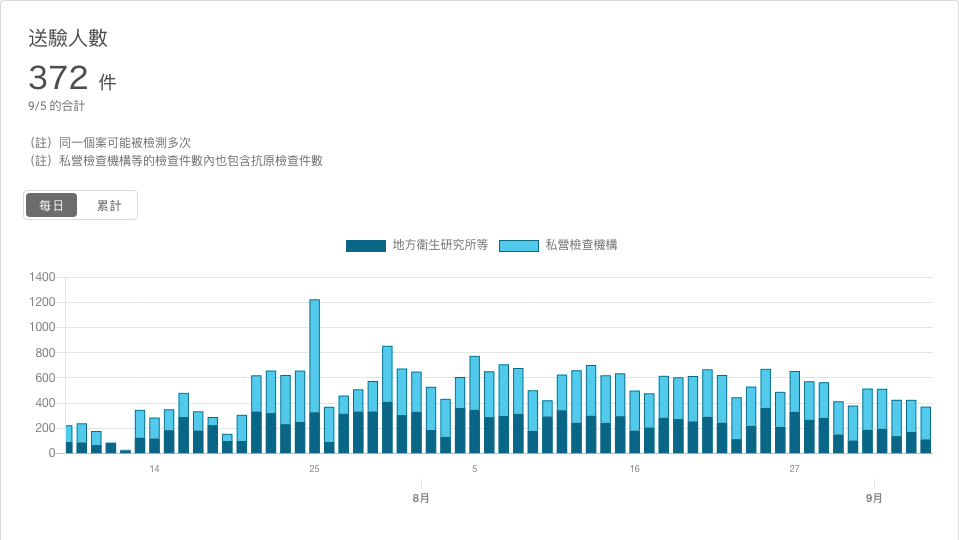 送驗人數
372 件
9/5 的合計
（註）同一個案可能被檢測多次
（註）私營檢查機構等的檢查件數內也包含抗原檢查件數
每日 累計
地方衛生研究所等 私營檢查機構
1400
1200
1000
800
600
400
200
0
14 25 5 16 27
8月 9月